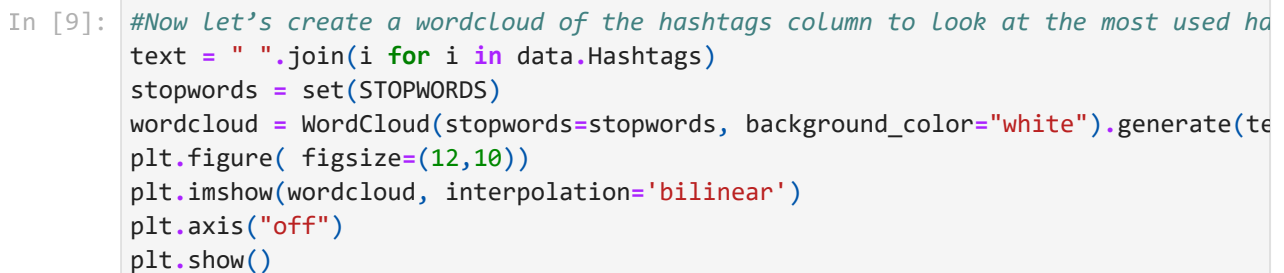 In [9]: #Now let’s create a wordcloud of the hashtags column to look at the most used ha
text = " ".join(i for i in data.Hashtags)
stopwords = set(STOPWORDS)
wordcloud = WordCloud(stopwords=stopwords, background_color="white").generate(te
plt.figure( figsize=(12,10))
plt.imshow(wordcloud, interpolation='bilinear')
plt.axis("off")
plt.show()